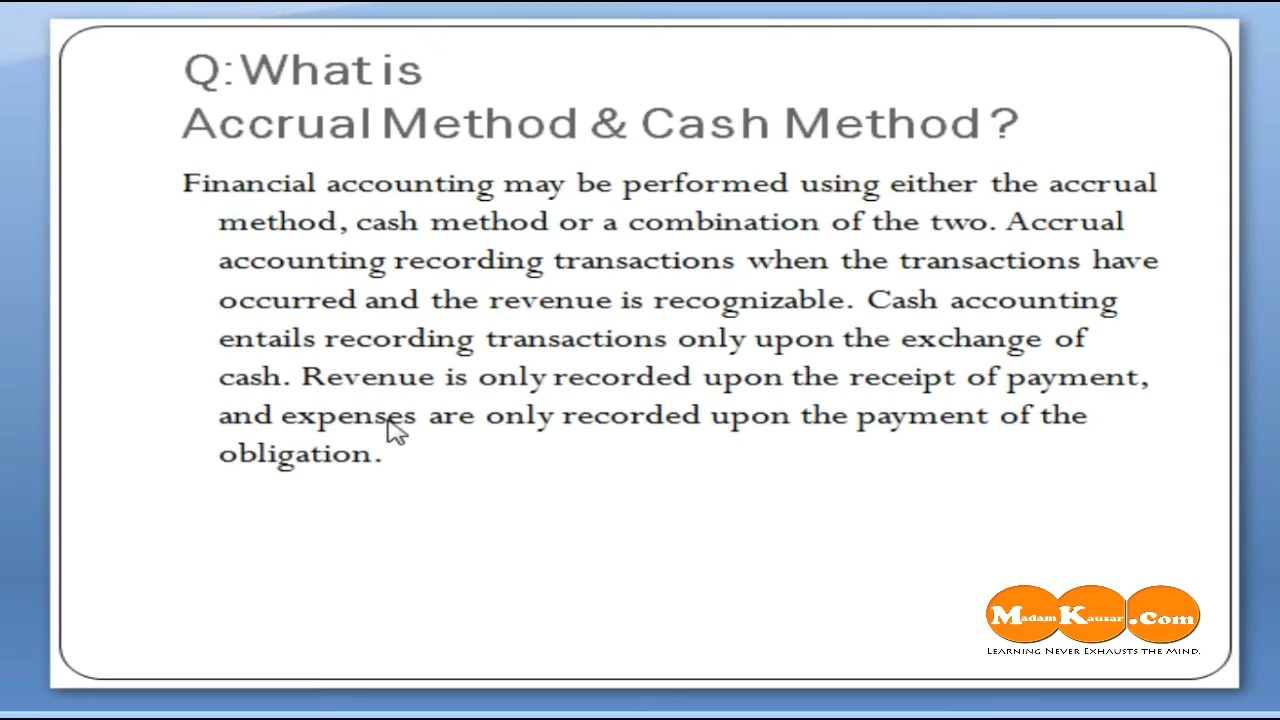 Q: What is
Accrual Method & Cash Method ?
Financial accounting may be performed using either the accrual
method, cash method or a combination of the two. Accrual
accounting recording transactions when the transactions have
occurred and the revenue is recognizable. Cash accounting
entails recording transactions only upon the exchange of
cash. Revenue is only recorded upon the receipt of payment,
and expenses are only recorded upon the payment of the
obligation.
MadamKausar.Com
Learning Never Exhausts the Mind.